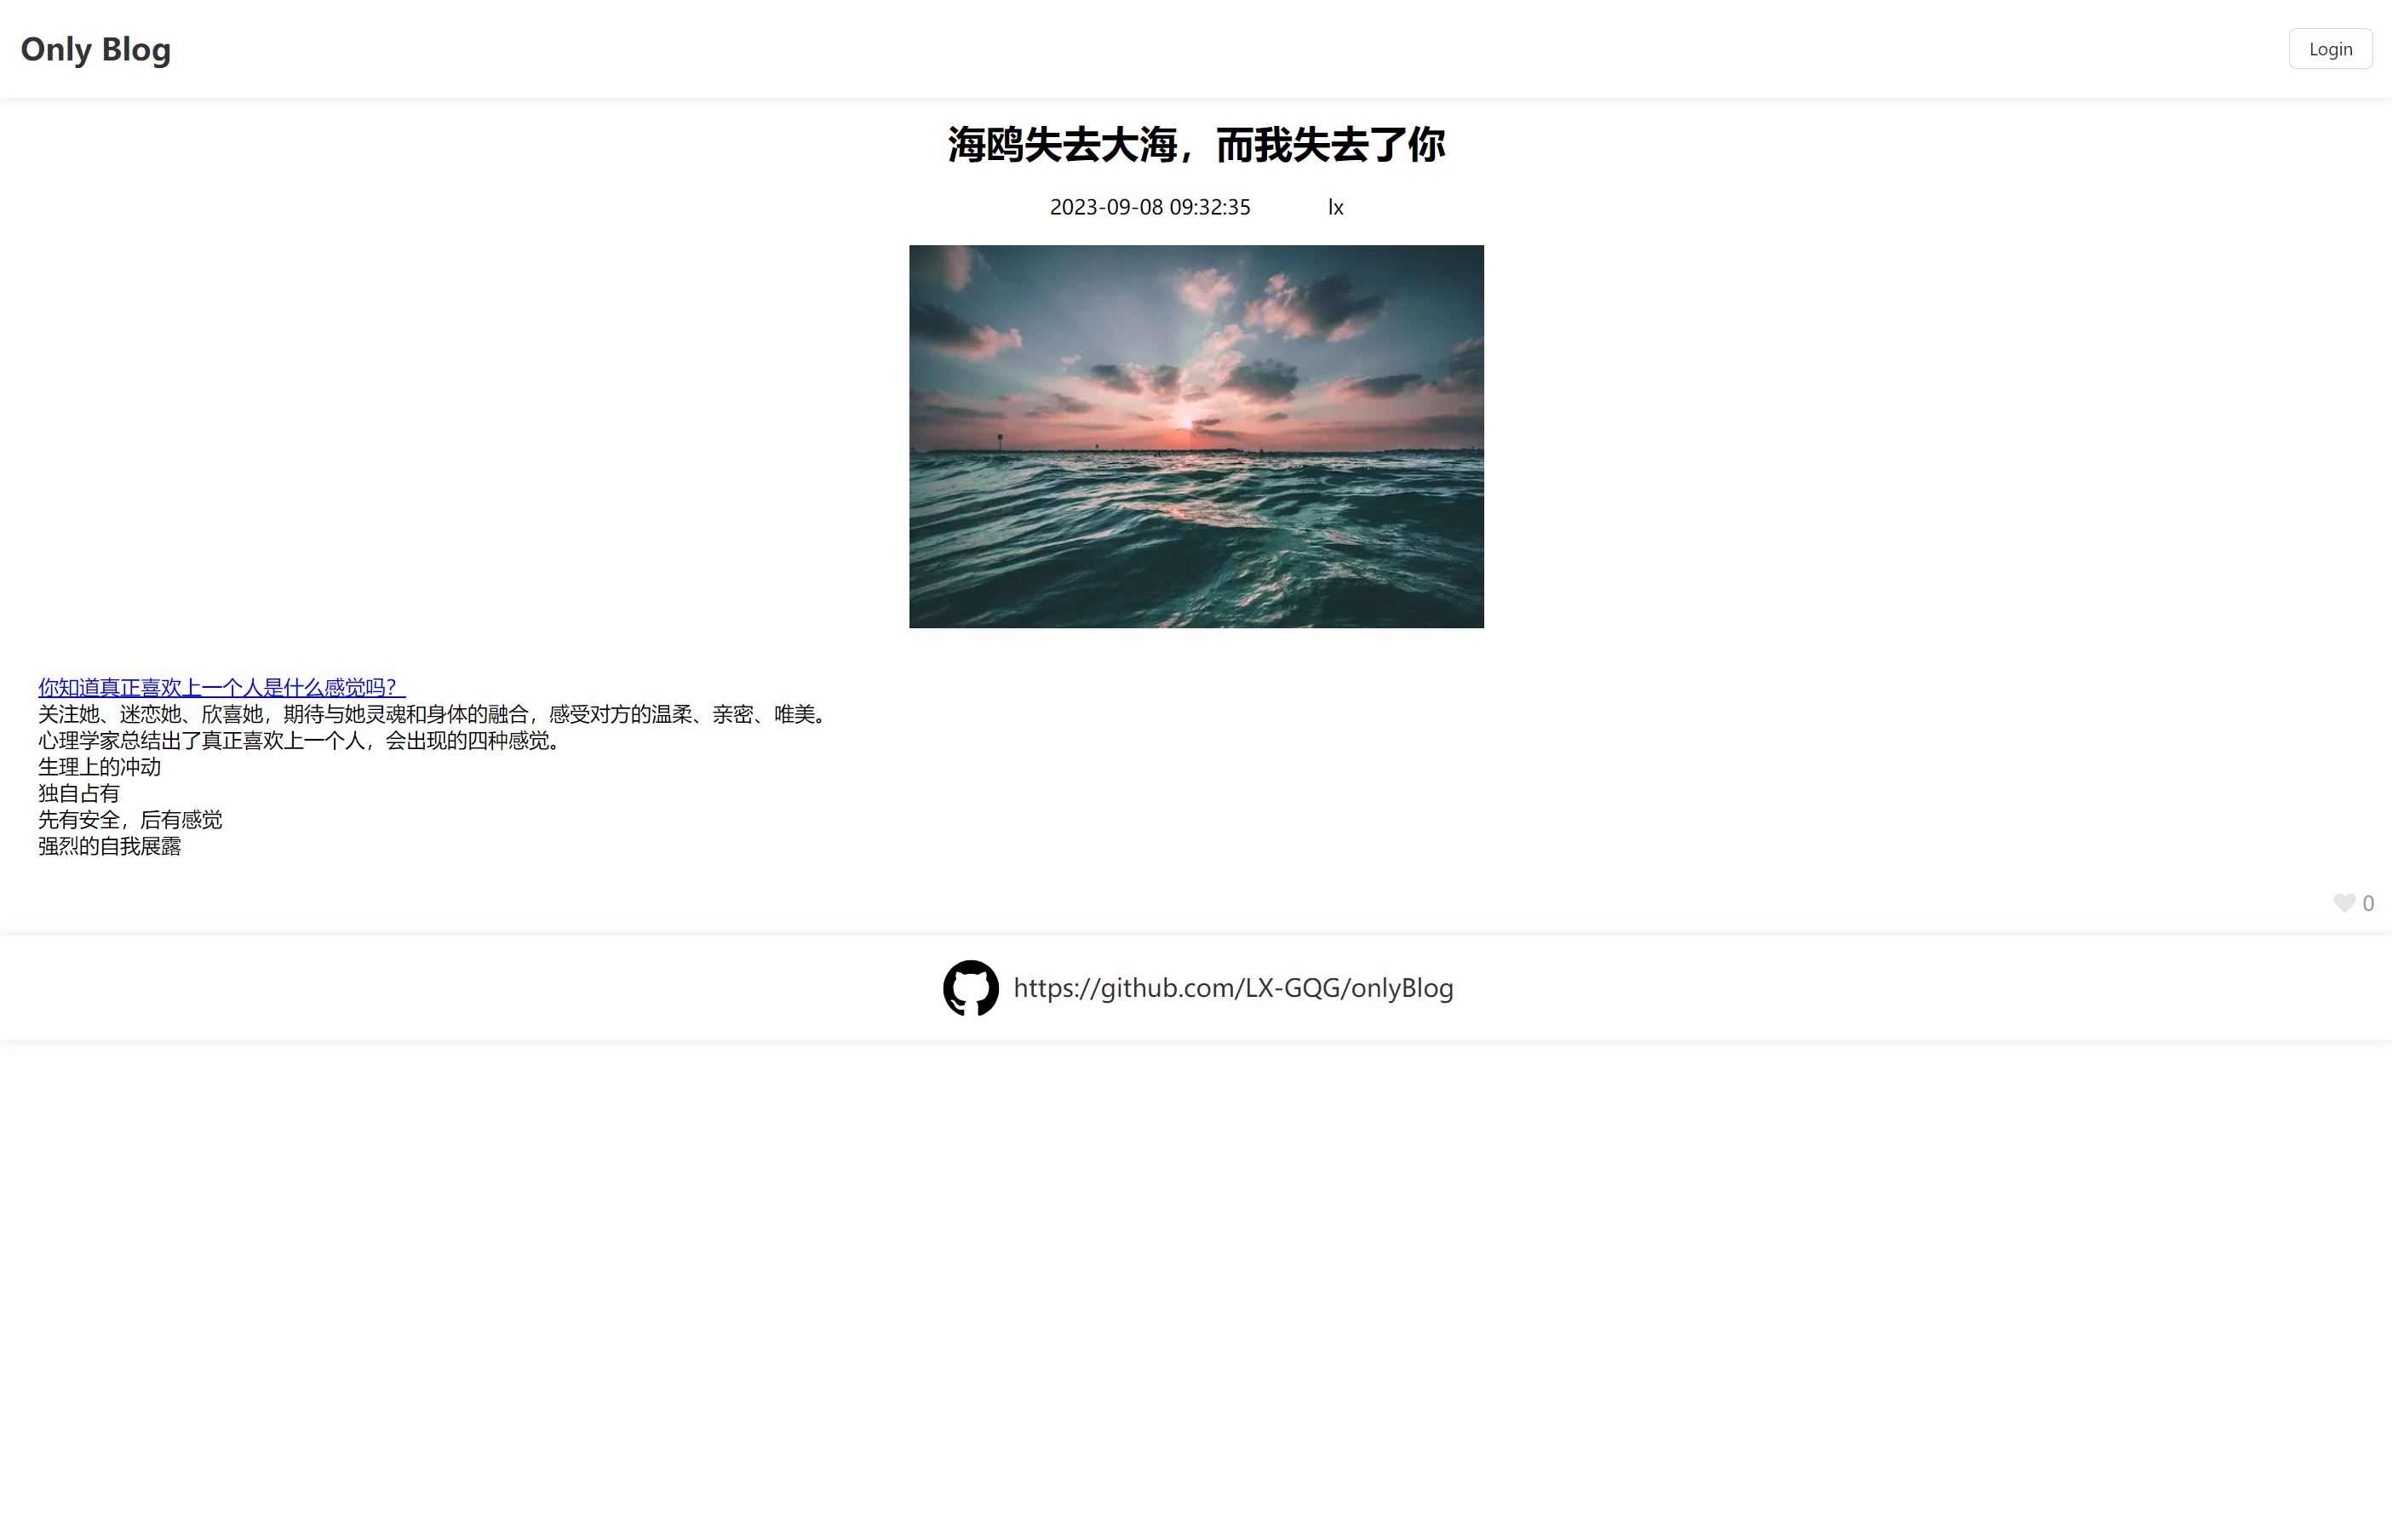 Only Blog
Login
海鸥失去大海，而我失去了你
2023-09-08 09:32:35 lx
你知道真正喜欢上一个人是什么感觉吗？
关注她、迷恋她、欣喜她，期待与她灵魂和身体的融合，感受对方的温柔、亲密、唯美。
心理学家总结出了真正喜欢上一个人，会出现的四种感觉。
生理上的冲动
独自占有
先有安全，后有感觉
强烈的自我展露
0
https://github.com/LX-GQG/onlyBlog